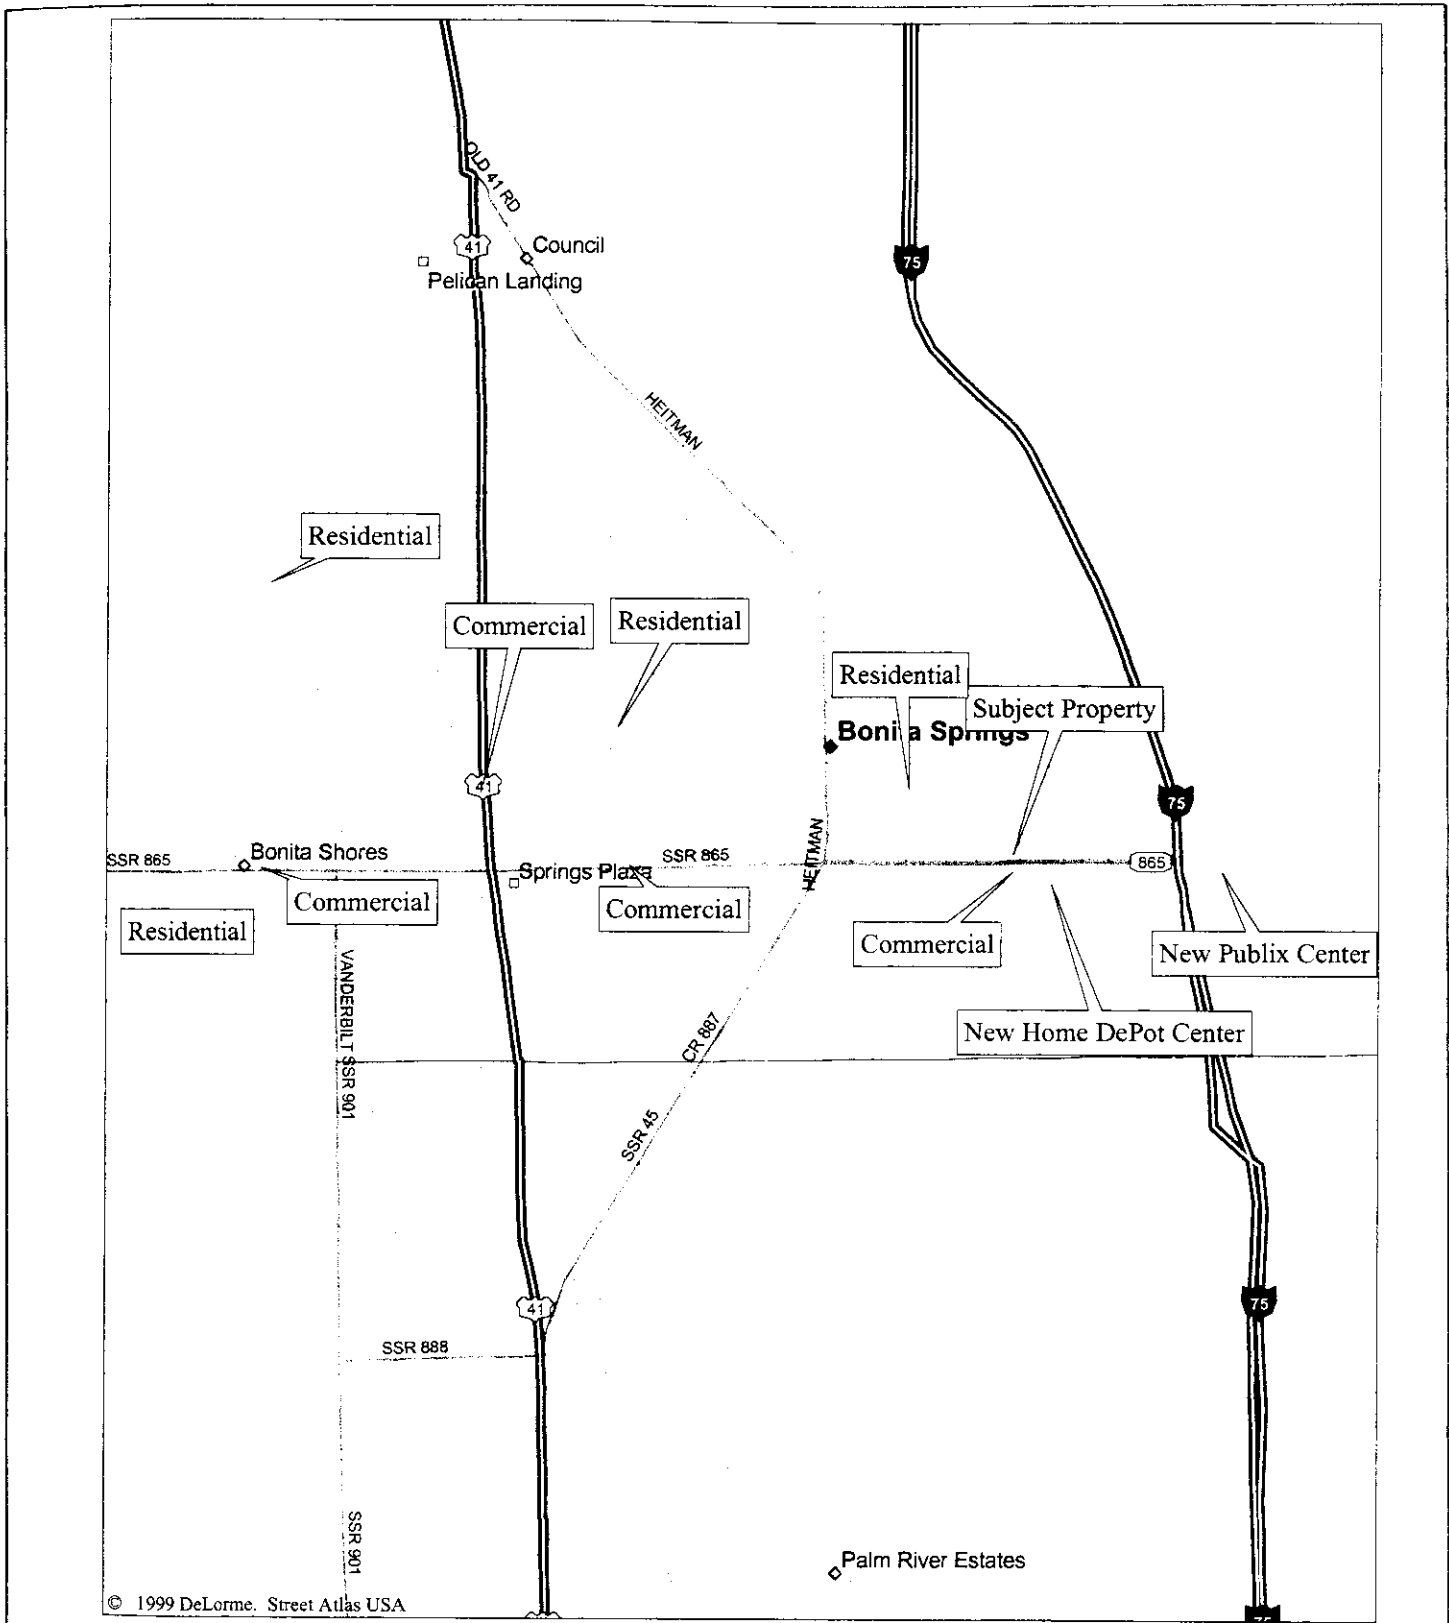 OLD 41 RD
41
Council
75
Pelican Landing
HEITMAN
Residential
Commercial
Residential
Residential
Subject Property
Bonita Springs
41
75
HEITMAN
SSR 865
Bonita Shores
Springs Plaza
SSR 865
865
Commercial
Commercial
Residential
Commercial
New Publix Center
VANDERBILT SSR 901
New Home DePot Center
CR 887
SSR 45
41
75
SSR 888
SSR 901
Palm River Estates
© 1999 DeLorme. Street Atlas USA
75